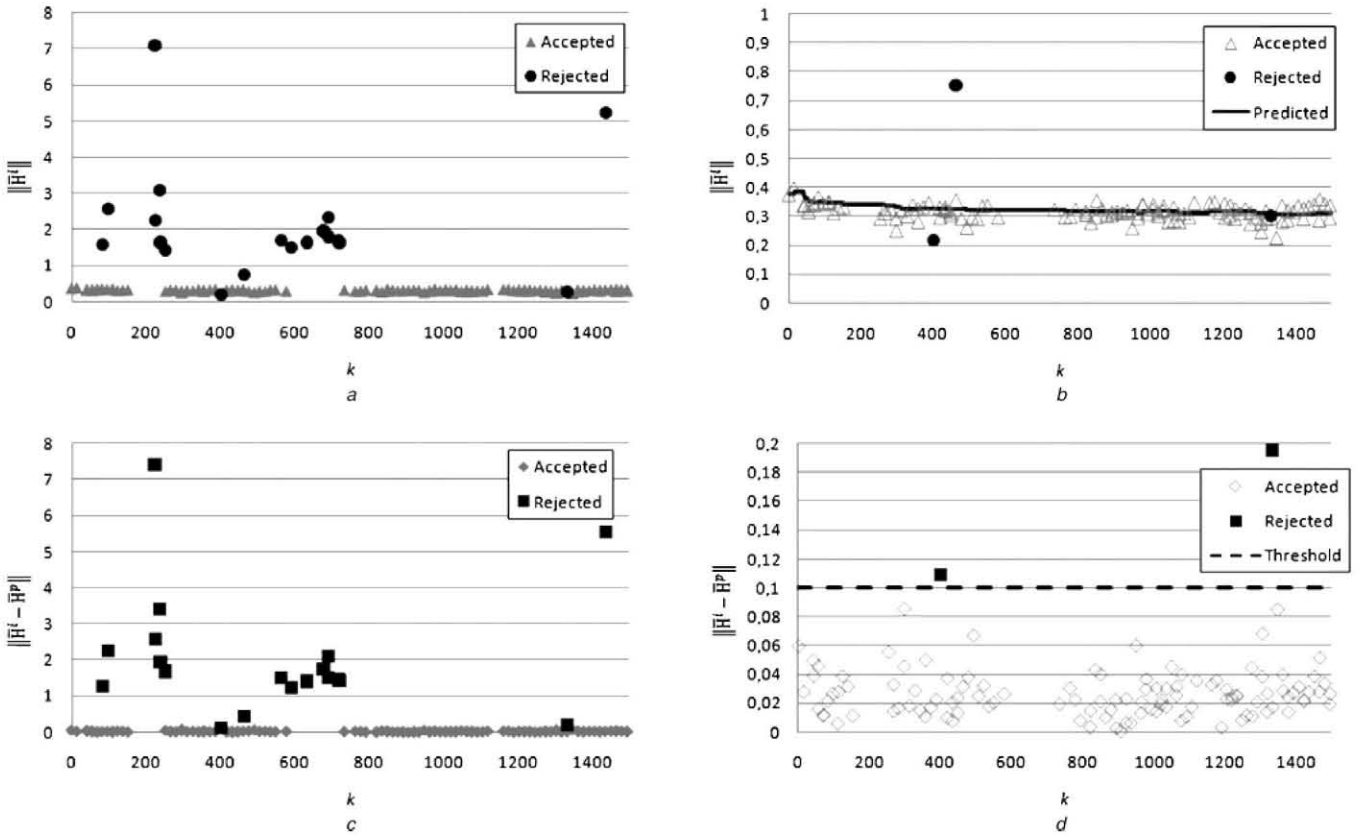 8
7
6
5
4
3
2
1
0
‖H̅ⁱ‖
Accepted
Rejected
0 200 400 600 800 1000 1200 1400
k
a
1
0,9
0,8
0,7
0,6
0,5
0,4
0,3
0,2
0,1
0
‖H̅ⁱ‖
Accepted
Rejected
Predicted
0 200 400 600 800 1000 1200 1400
k
b
8
7
6
5
4
3
2
1
0
‖H̅ⁱ − H̅ᵖ‖
Accepted
Rejected
0 200 400 600 800 1000 1200 1400
k
c
0,2
0,18
0,16
0,14
0,12
0,1
0,08
0,06
0,04
0,02
0
‖H̅ⁱ − H̅ᵖ‖
Accepted
Rejected
Threshold
0 200 400 600 800 1000 1200 1400
k
d